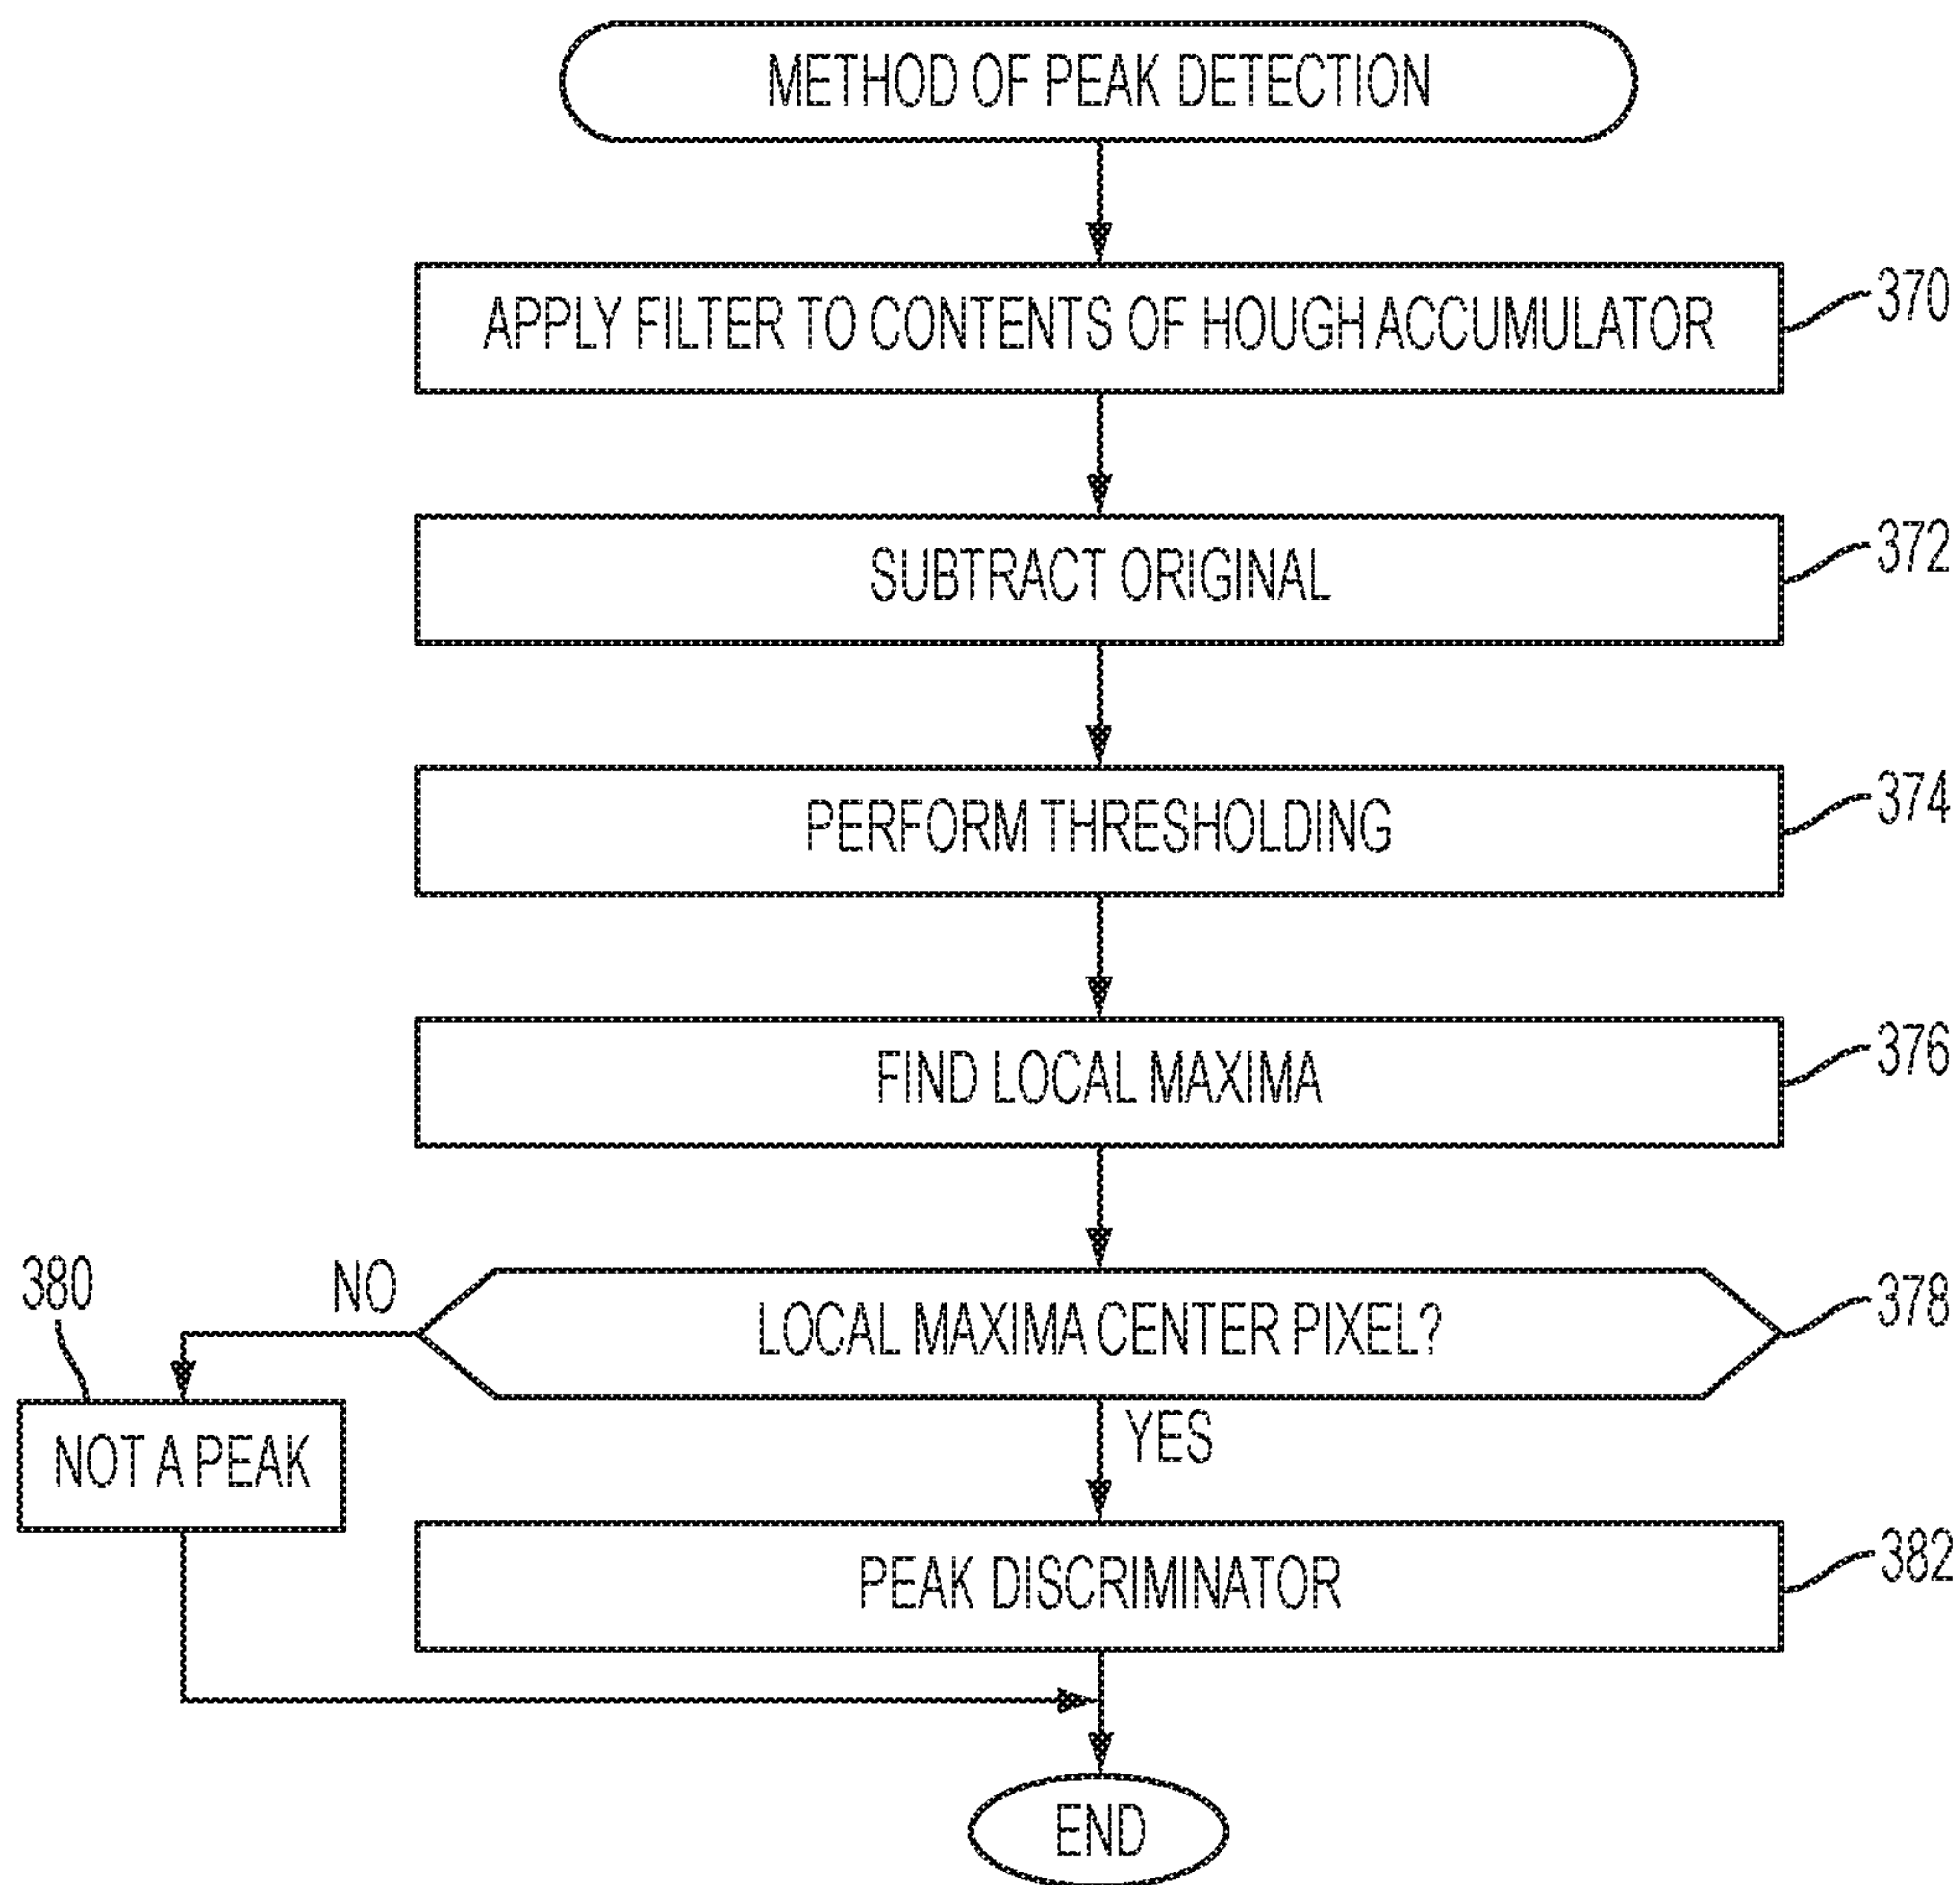 METHOD OF PEAK DETECTION
APPLY FILTER TO CONTENTS OF HOUGH ACCUMULATOR
370
SUBTRACT ORIGINAL
372
PERFORM THRESHOLDING
374
FIND LOCAL MAXIMA
376
380
NO
LOCAL MAXIMA CENTER PIXEL?
378
NOT A PEAK
YES
PEAK DISCRIMINATOR
382
END